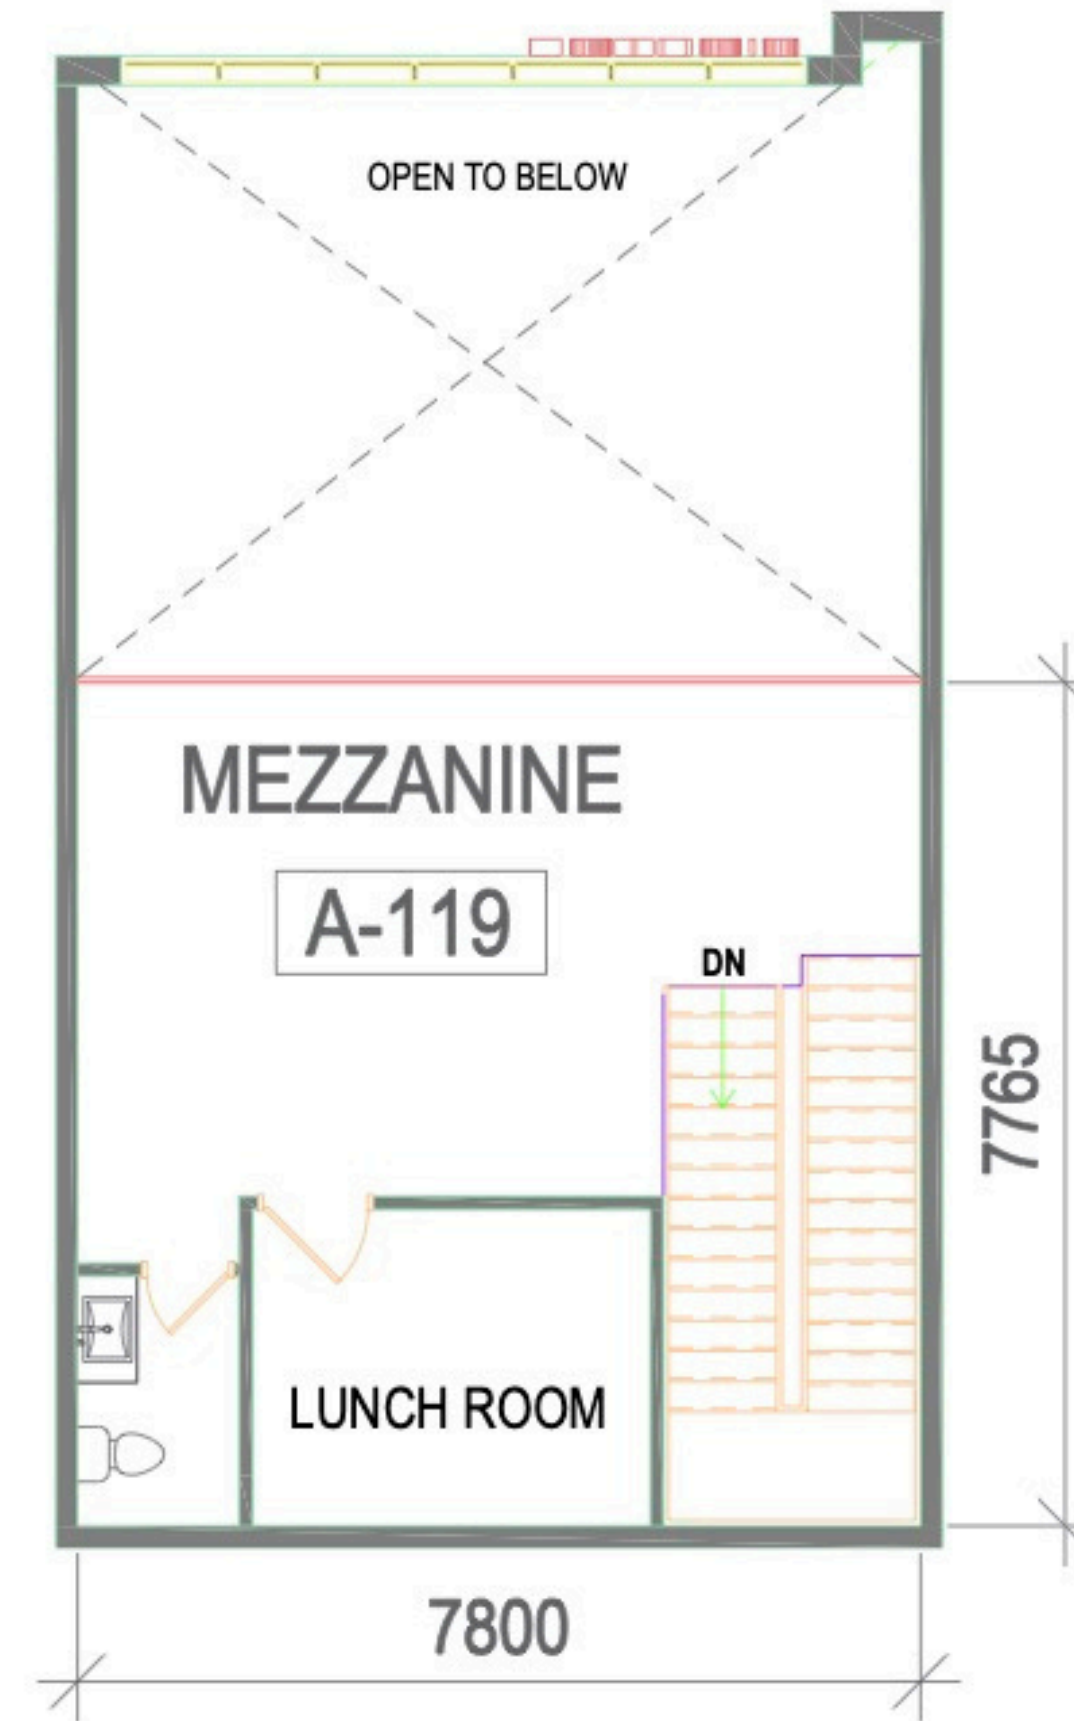 OPEN TO BELOW
MEZZANINE
A-119
DN
7765
LUNCH ROOM
7800